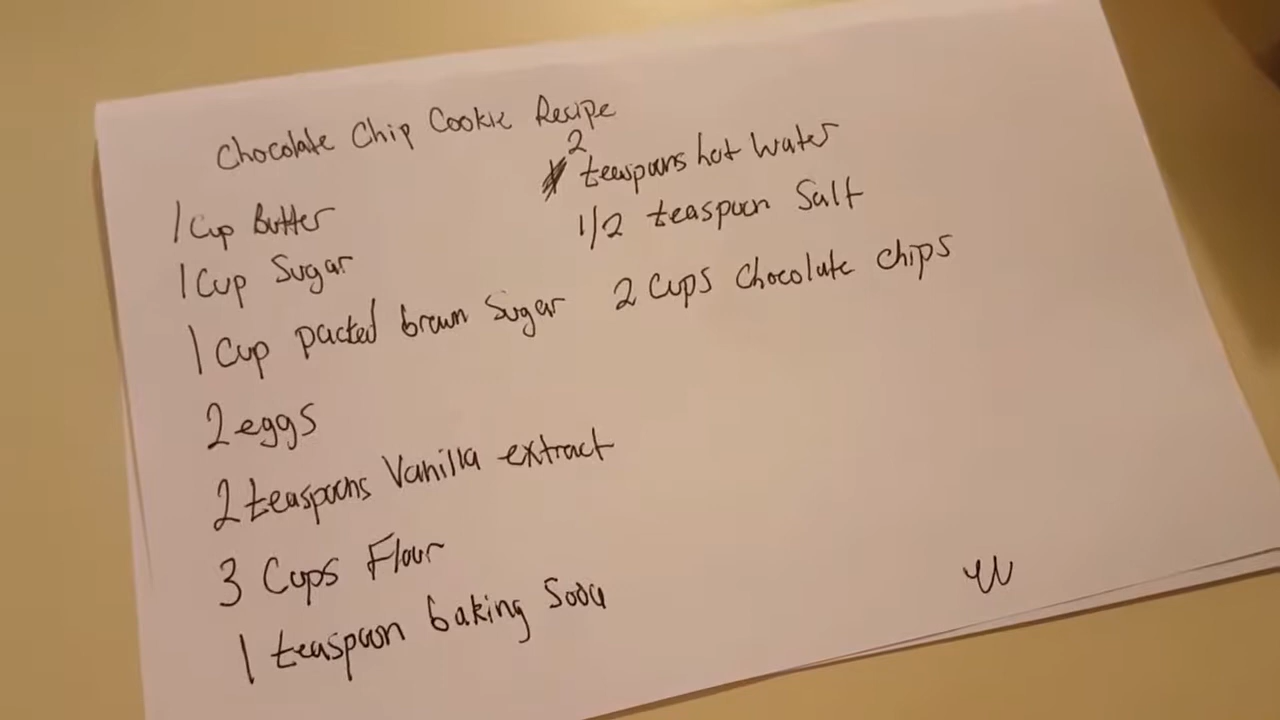 Chocolate Chip Cookie Recipe
1 Cup Butter
1 Cup Sugar
1 Cup packed brown Sugar
2 eggs
2 teaspoons Vanilla extract
3 Cups Flour
1 teaspoon baking Soda
2 teaspoons hot water
1/2 teaspoon Salt
2 Cups Chocolate chips